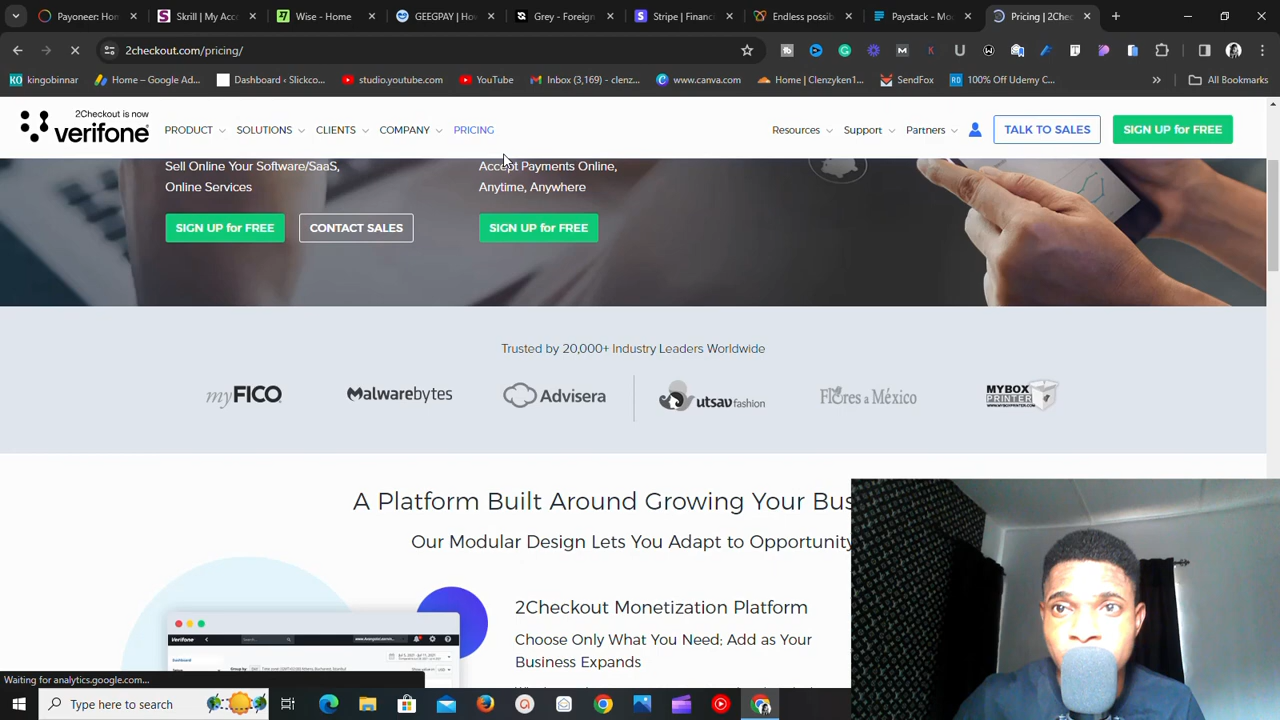 Payoneer: Hom
Skrill | My Acco
Wise - Home
GEEGPAY | Ho
Grey - Foreign
Stripe | Financi
Endless possib
Paystack - Mo
Pricing | 2Chec
2checkout.com/pricing/
kingobinnar
Home – Google Ad...
Dashboard ‹ Slickco...
studio.youtube.com
YouTube
Inbox (3,169) - clenz...
www.canva.com
Home | Clenzyken1...
SendFox
100% Off Udemy C...
All Bookmarks
2Checkout is now
verifone
PRODUCT
SOLUTIONS
CLIENTS
COMPANY
PRICING
Resources
Support
Partners
TALK TO SALES
SIGN UP for FREE
Sell Online Your Software/SaaS,
Online Services
Accept Payments Online,
Anytime, Anywhere
SIGN UP for FREE
CONTACT SALES
SIGN UP for FREE
Trusted by 20,000+ Industry Leaders Worldwide
myFICO
Malwarebytes
Advisera
utsav fashion
Flores a México
MYBOX
PRINTER
A Platform Built Around Growing Your Bus
Our Modular Design Lets You Adapt to Opportunity
2Checkout Monetization Platform
Choose Only What You Need; Add as Your
Business Expands
Verifone
Dashboard
Waiting for analytics.google.com...
Type here to search